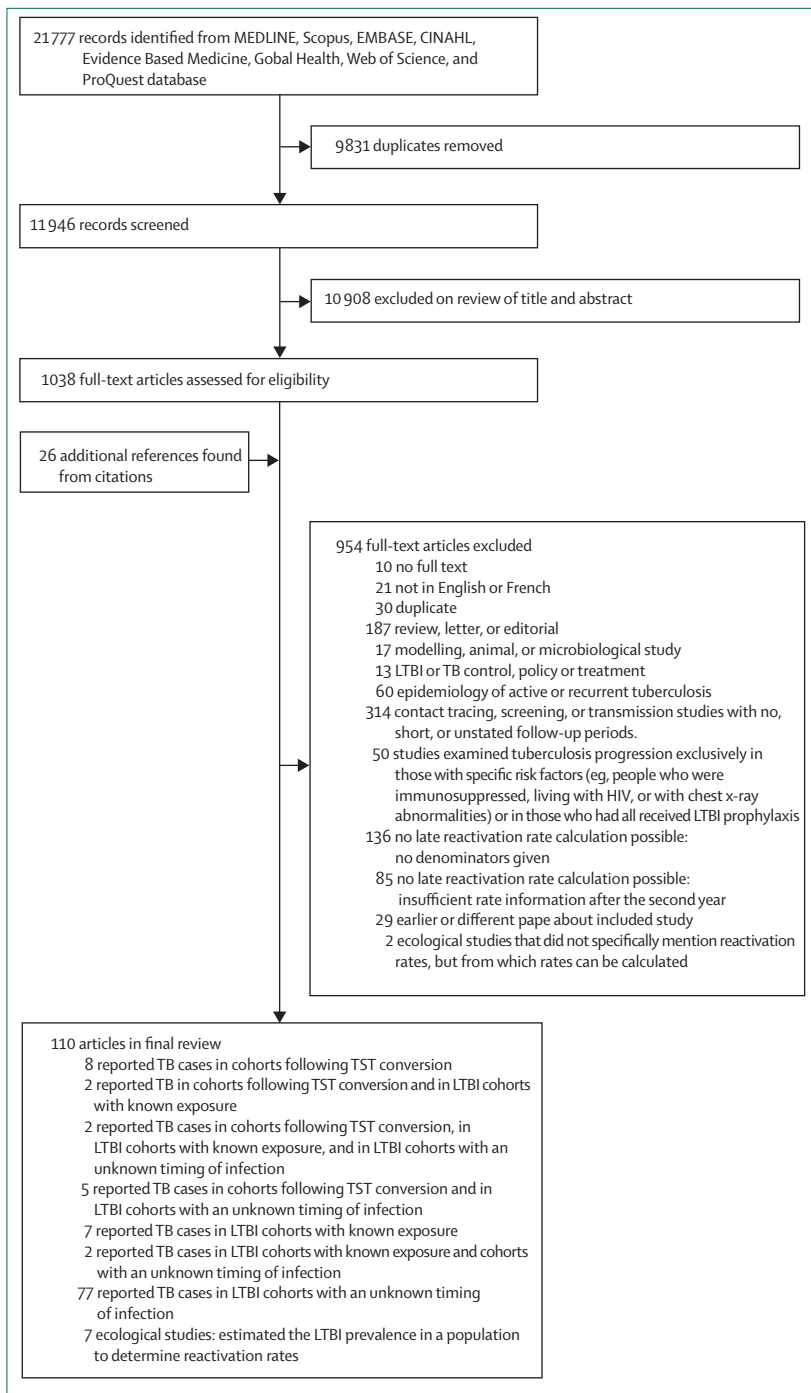 21777 records identified from MEDLINE, Scopus, EMBASE, CINAHL,
Evidence Based Medicine, Gobal Health, Web of Science, and
ProQuest database
9831 duplicates removed
11946 records screened
10908 excluded on review of title and abstract
1038 full-text articles assessed for eligibility
26 additional references found
from citations
954 full-text articles excluded
10 no full text
21 not in English or French
30 duplicate
187 review, letter, or editorial
17 modelling, animal, or microbiological study
13 LTBI or TB control, policy or treatment
60 epidemiology of active or recurrent tuberculosis
314 contact tracing, screening, or transmission studies with no,
short, or unstated follow-up periods.
50 studies examined tuberculosis progression exclusively in
those with specific risk factors (eg, people who were
immunosuppressed, living with HIV, or with chest x-ray
abnormalities) or in those who had all received LTBI prophylaxis
136 no late reactivation rate calculation possible:
no denominators given
85 no late reactivation rate calculation possible:
insufficient rate information after the second year
29 earlier or different pape about included study
2 ecological studies that did not specifically mention reactivation
rates, but from which rates can be calculated
110 articles in final review
8 reported TB cases in cohorts following TST conversion
2 reported TB in cohorts following TST conversion and in LTBI cohorts
with known exposure
2 reported TB cases in cohorts following TST conversion, in
LTBI cohorts with known exposure, and in LTBI cohorts with an
unknown timing of infection
5 reported TB cases in cohorts following TST conversion and in
LTBI cohorts with an unknown timing of infection
7 reported TB cases in LTBI cohorts with known exposure
2 reported TB cases in LTBI cohorts with known exposure and cohorts
with an unknown timing of infection
77 reported TB cases in LTBI cohorts with an unknown timing
of infection
7 ecological studies: estimated the LTBI prevalence in a population
to determine reactivation rates